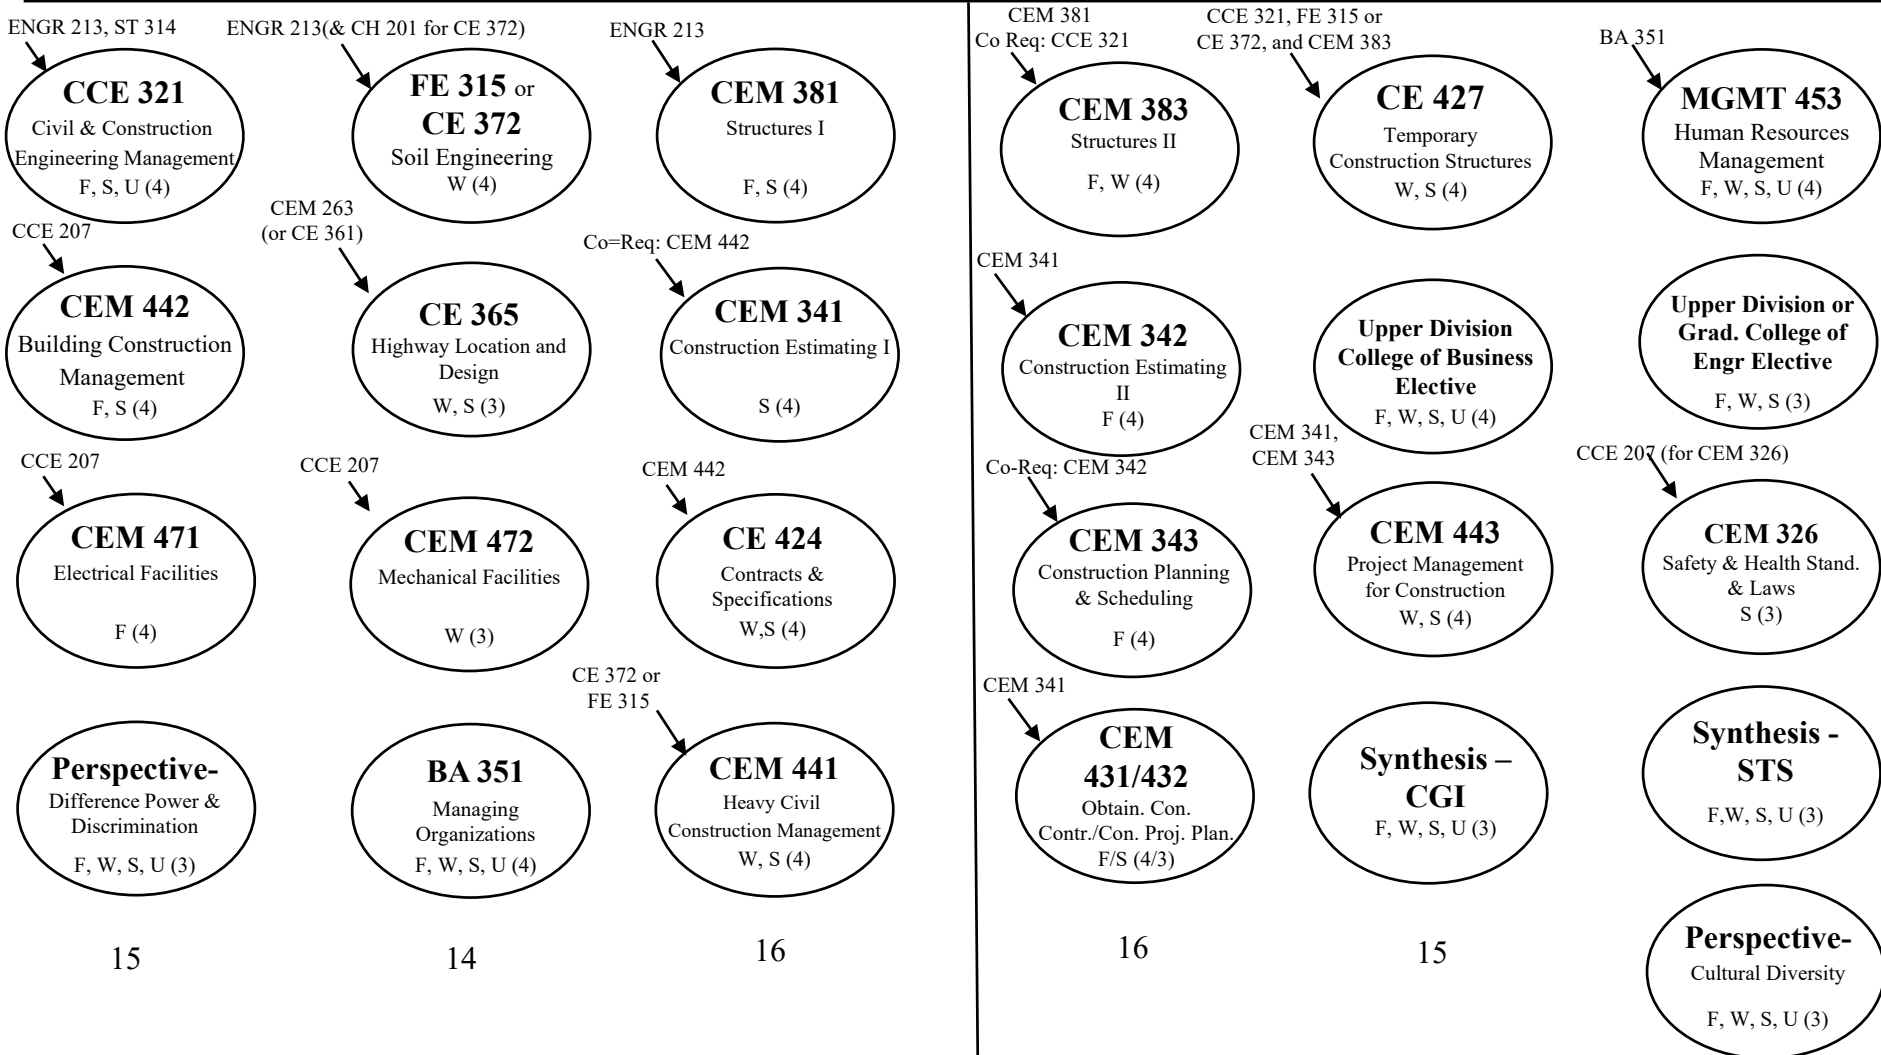 ENGR 213, ST 314
CCE 321
Civil & Construction
Engineering Management
F, S, U (4)
CCE 207
CEM 442
Building Construction
Management
F, S (4)
CCE 207
CEM 471
Electrical Facilities
F (4)
Perspective-
Difference Power &
Discrimination
F, W, S, U (3)
15
ENGR 213(& CH 201 for CE 372)
FE 315 or
CE 372
Soil Engineering
W (4)
CEM 263
(or CE 361)
CE 365
Highway Location and
Design
W, S (3)
CCE 207
CEM 472
Mechanical Facilities
W (3)
BA 351
Managing
Organizations
F, W, S, U (4)
14
ENGR 213
CEM 381
Structures I
F, S (4)
Co=Req: CEM 442
CEM 341
Construction Estimating I
S (4)
CEM 442
CE 424
Contracts &
Specifications
W,S (4)
CE 372 or
FE 315
CEM 441
Heavy Civil
Construction Management
W, S (4)
16
CEM 381
Co Req: CCE 321
CEM 383
Structures II
F, W (4)
CEM 341
CEM 342
Construction Estimating
II
F (4)
Co-Req: CEM 342
CEM 343
Construction Planning
& Scheduling
F (4)
CEM 341
CEM
431/432
Obtain. Con.
Contr./Con. Proj. Plan.
F/S (4/3)
16
CCE 321, FE 315 or
CE 372, and CEM 383
CE 427
Temporary
Construction Structures
W, S (4)
Upper Division
College of Business
Elective
F, W, S, U (4)
CEM 341,
CEM 343
CEM 443
Project Management
for Construction
W, S (4)
Synthesis –
CGI
F, W, S, U (3)
15
BA 351
MGMT 453
Human Resources
Management
F, W, S, U (4)
Upper Division or
Grad. College of
Engr Elective
F, W, S (3)
CCE 207 (for CEM 326)
CEM 326
Safety & Health Stand.
& Laws
S (3)
Synthesis -
STS
F,W, S, U (3)
Perspective-
Cultural Diversity
F, W, S, U (3)